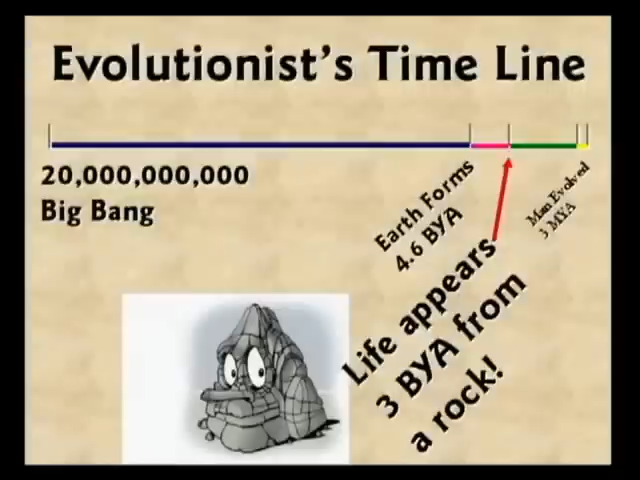 Evolutionist's Time Line
20,000,000,000
Big Bang
Earth Forms
4.6 BYA
Life appears
3 BYA from
a rock!
Man Evolved
3 MYA